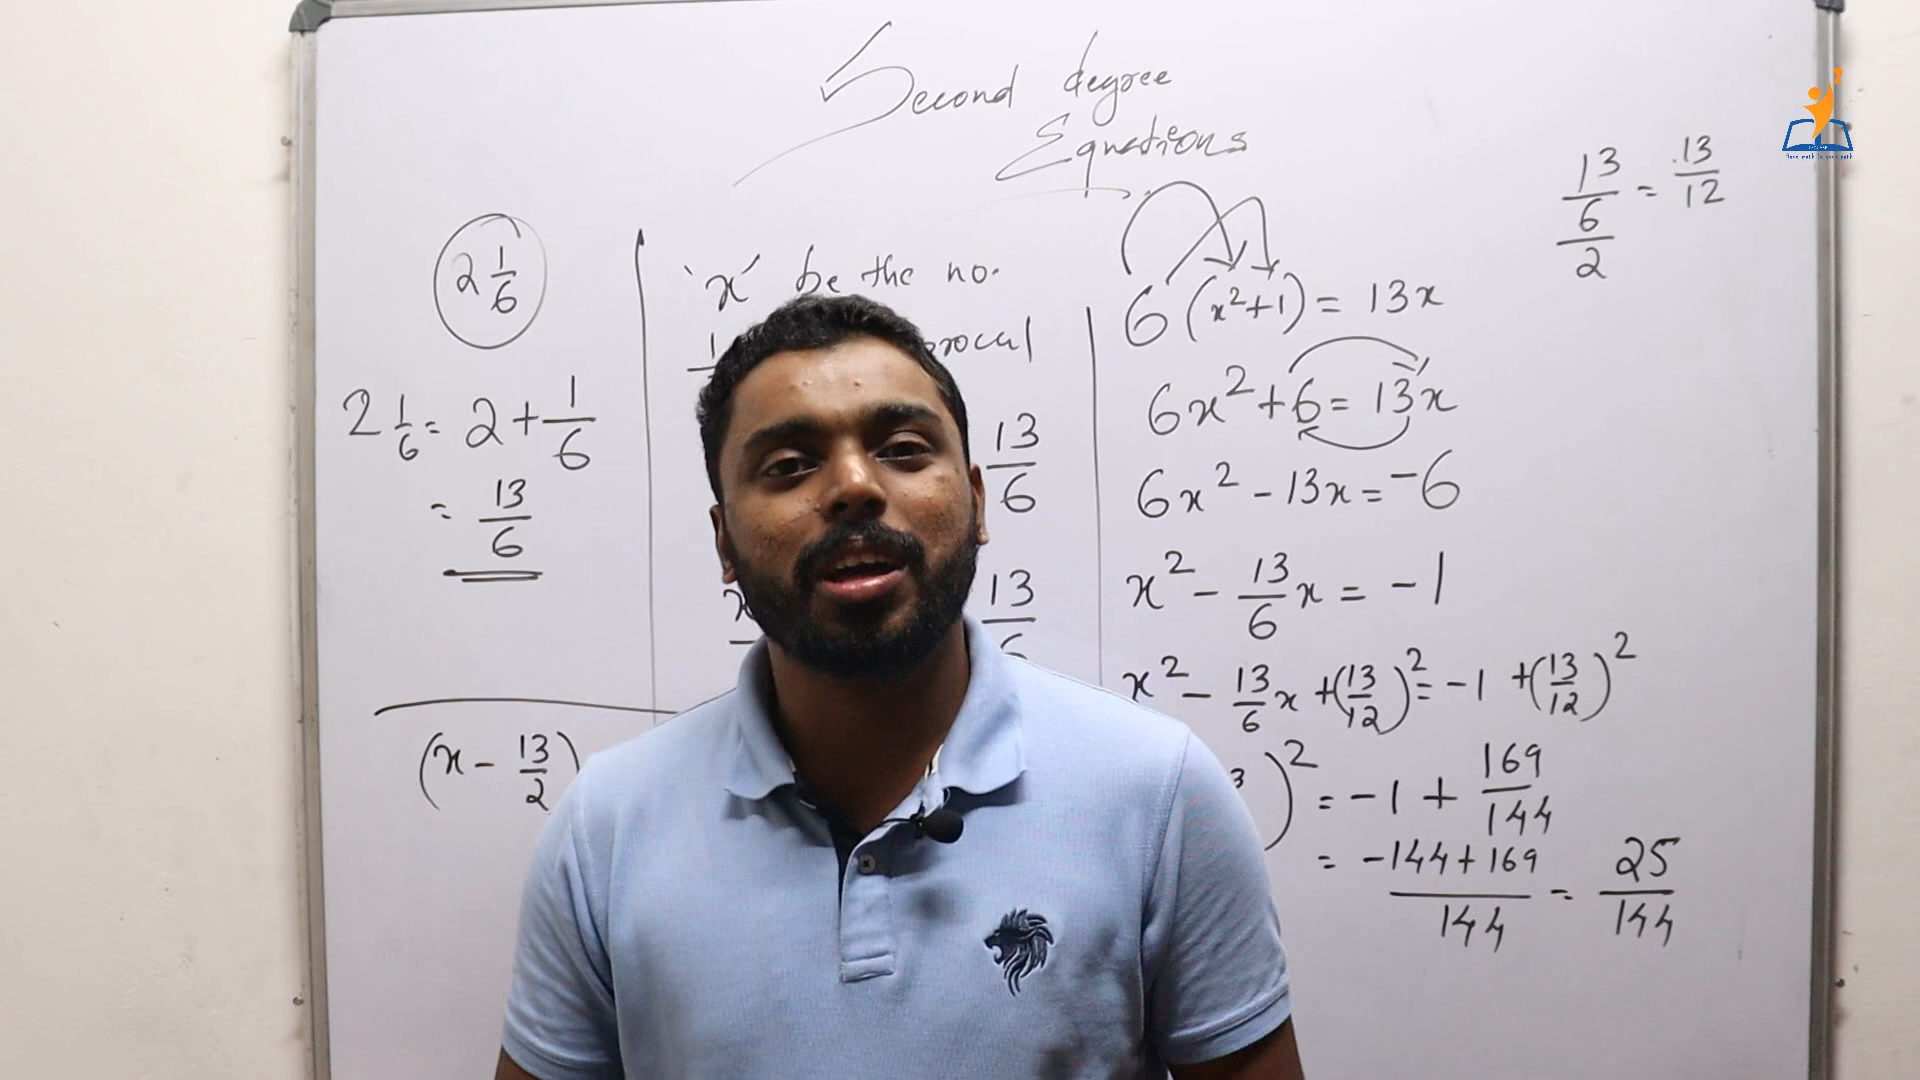 Second degree
Equations
2 1/6
2 1/6 = 2 + 1/6
= 13/6
(x - 13/2)
'x' be the no.
13/6
13/6
6(x²+1) = 13x
6x² + 6 = 13x
6x² - 13x = -6
x² - 13/6 x = -1
x² - 13/6 x + (13/12)² = -1 + (13/12)²
)² = -1 + 169/144
= -144+169/144 = 25/144
13/6/2 = 13/12